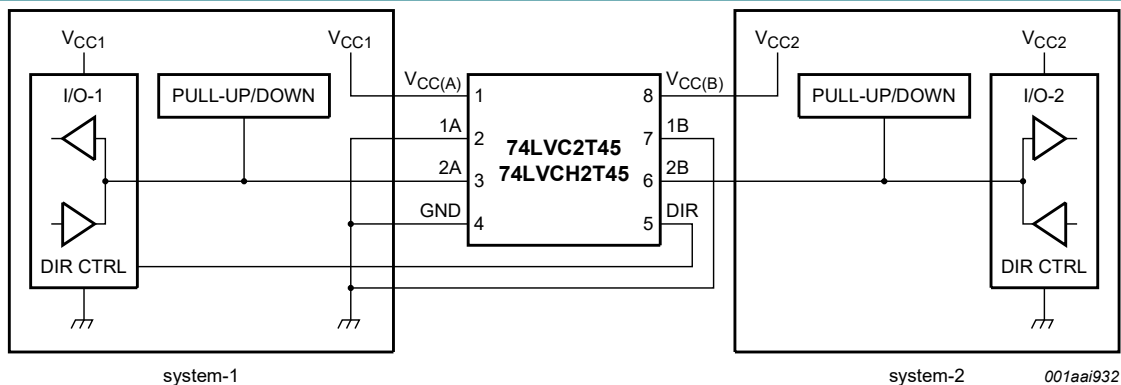 VCC1 VCC1 VCC2 VCC2
I/O-1 PULL-UP/DOWN VCC(A) 1 8 VCC(B) PULL-UP/DOWN I/O-2
1A 2 7 1B
74LVC2T45
74LVCH2T45
2A 3 6 2B
GND 4 5 DIR
DIR CTRL DIR CTRL
system-1 system-2 001aai932